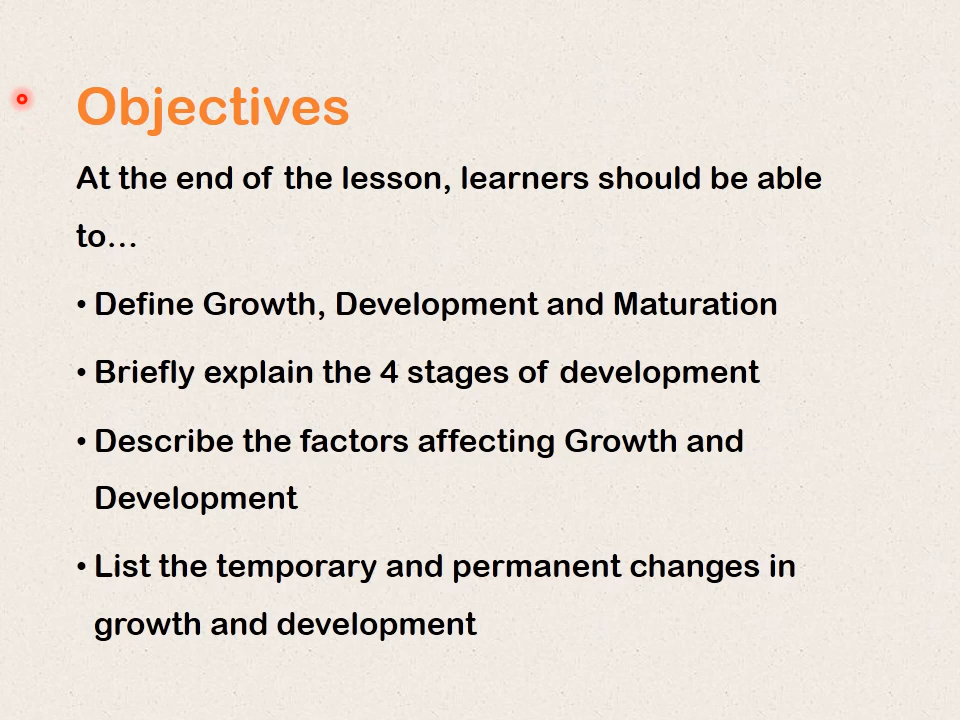 Objectives
At the end of the lesson, learners should be able
to…
• Define Growth, Development and Maturation
• Briefly explain the 4 stages of development
• Describe the factors affecting Growth and
Development
• List the temporary and permanent changes in
growth and development